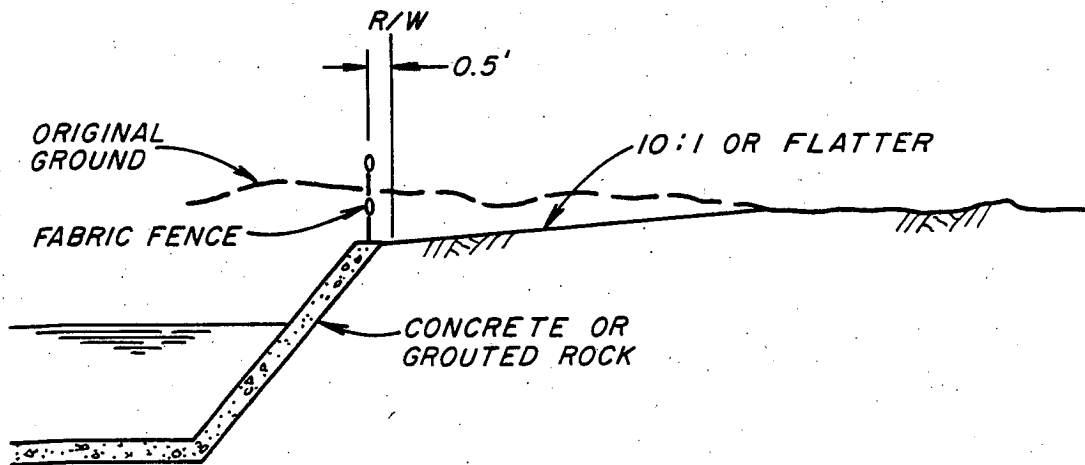 R/W
0.5'
ORIGINAL
GROUND
10:1 OR FLATTER
FABRIC FENCE
CONCRETE OR
GROUTED ROCK